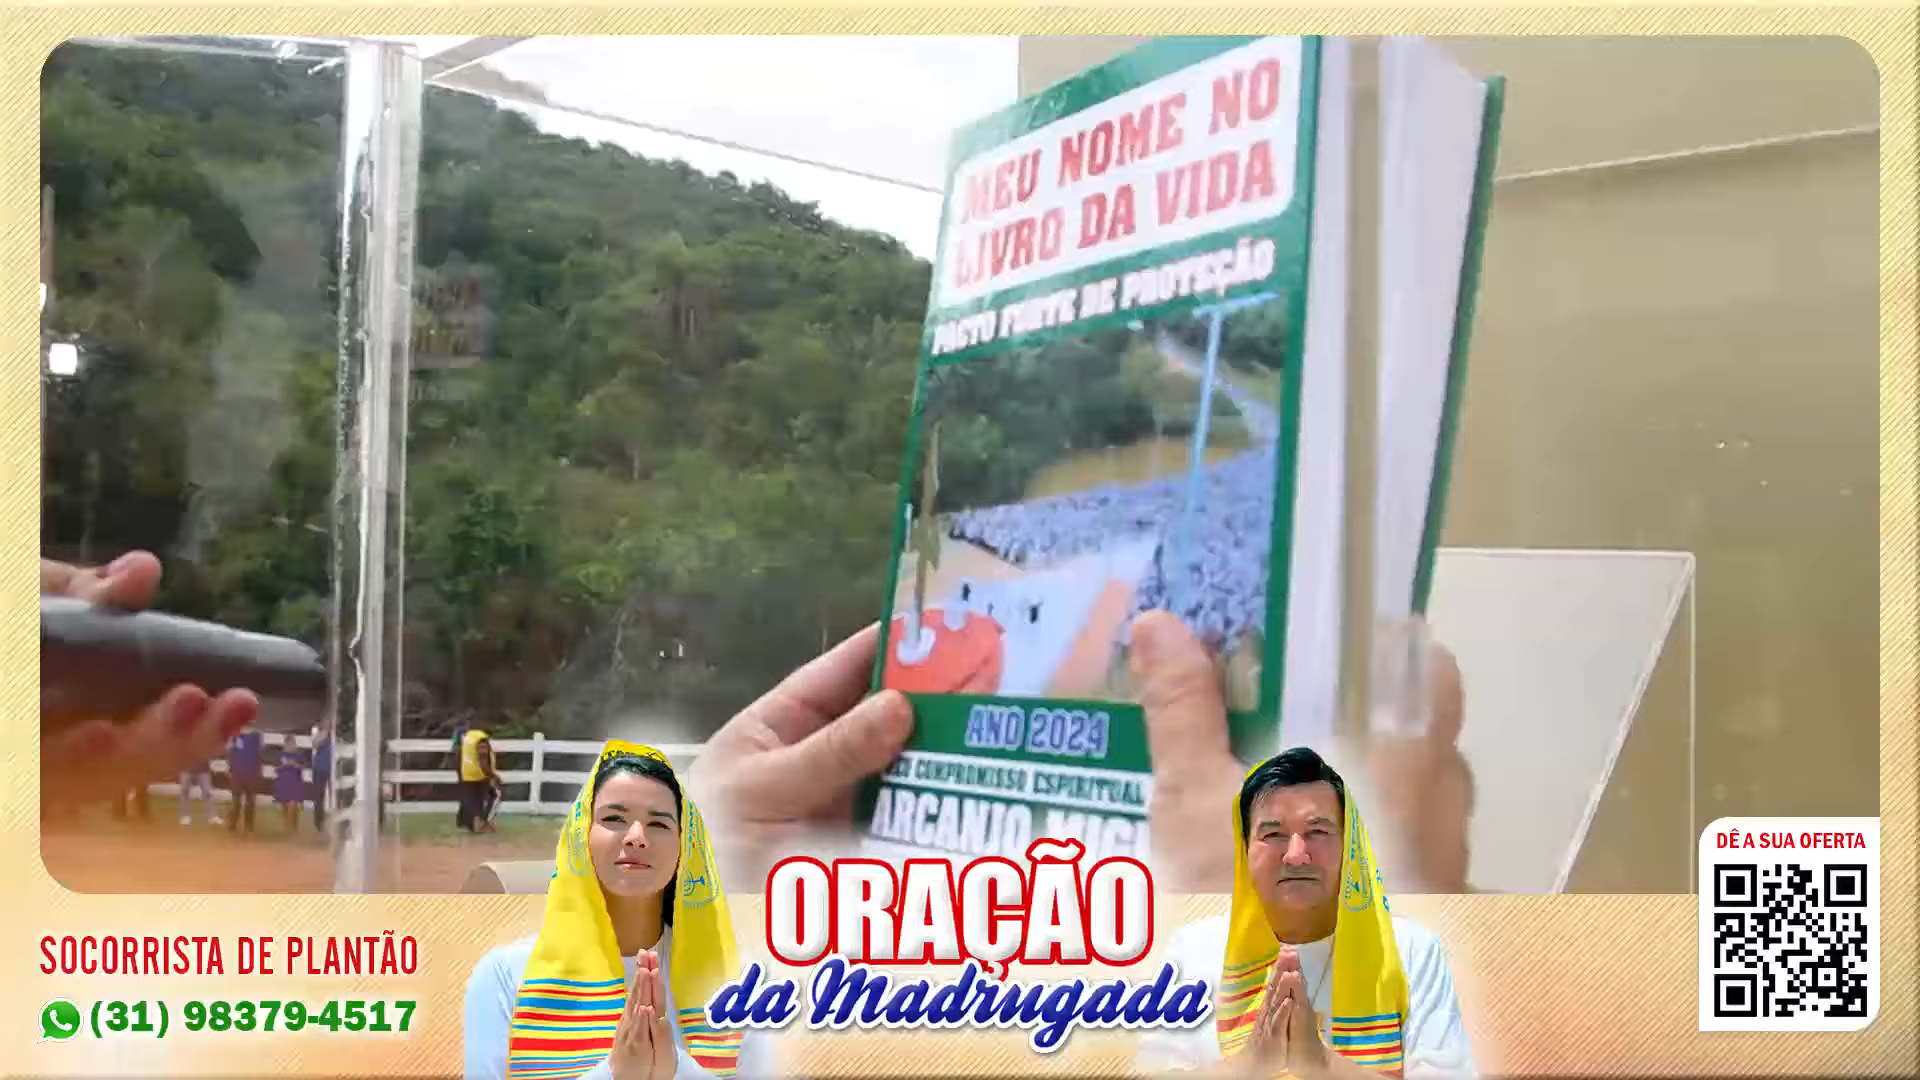 MEU NOME NO
LIVRO DA VIDA
PACTO FORTE DE PROTEÇÃO
ANO 2024
COMPROMISSO ESPIRITUAL
ARCANJO
ORAÇÃO
da Madrugada
SOCORRISTA DE PLANTÃO
(31) 98379-4517
DÊ A SUA OFERTA